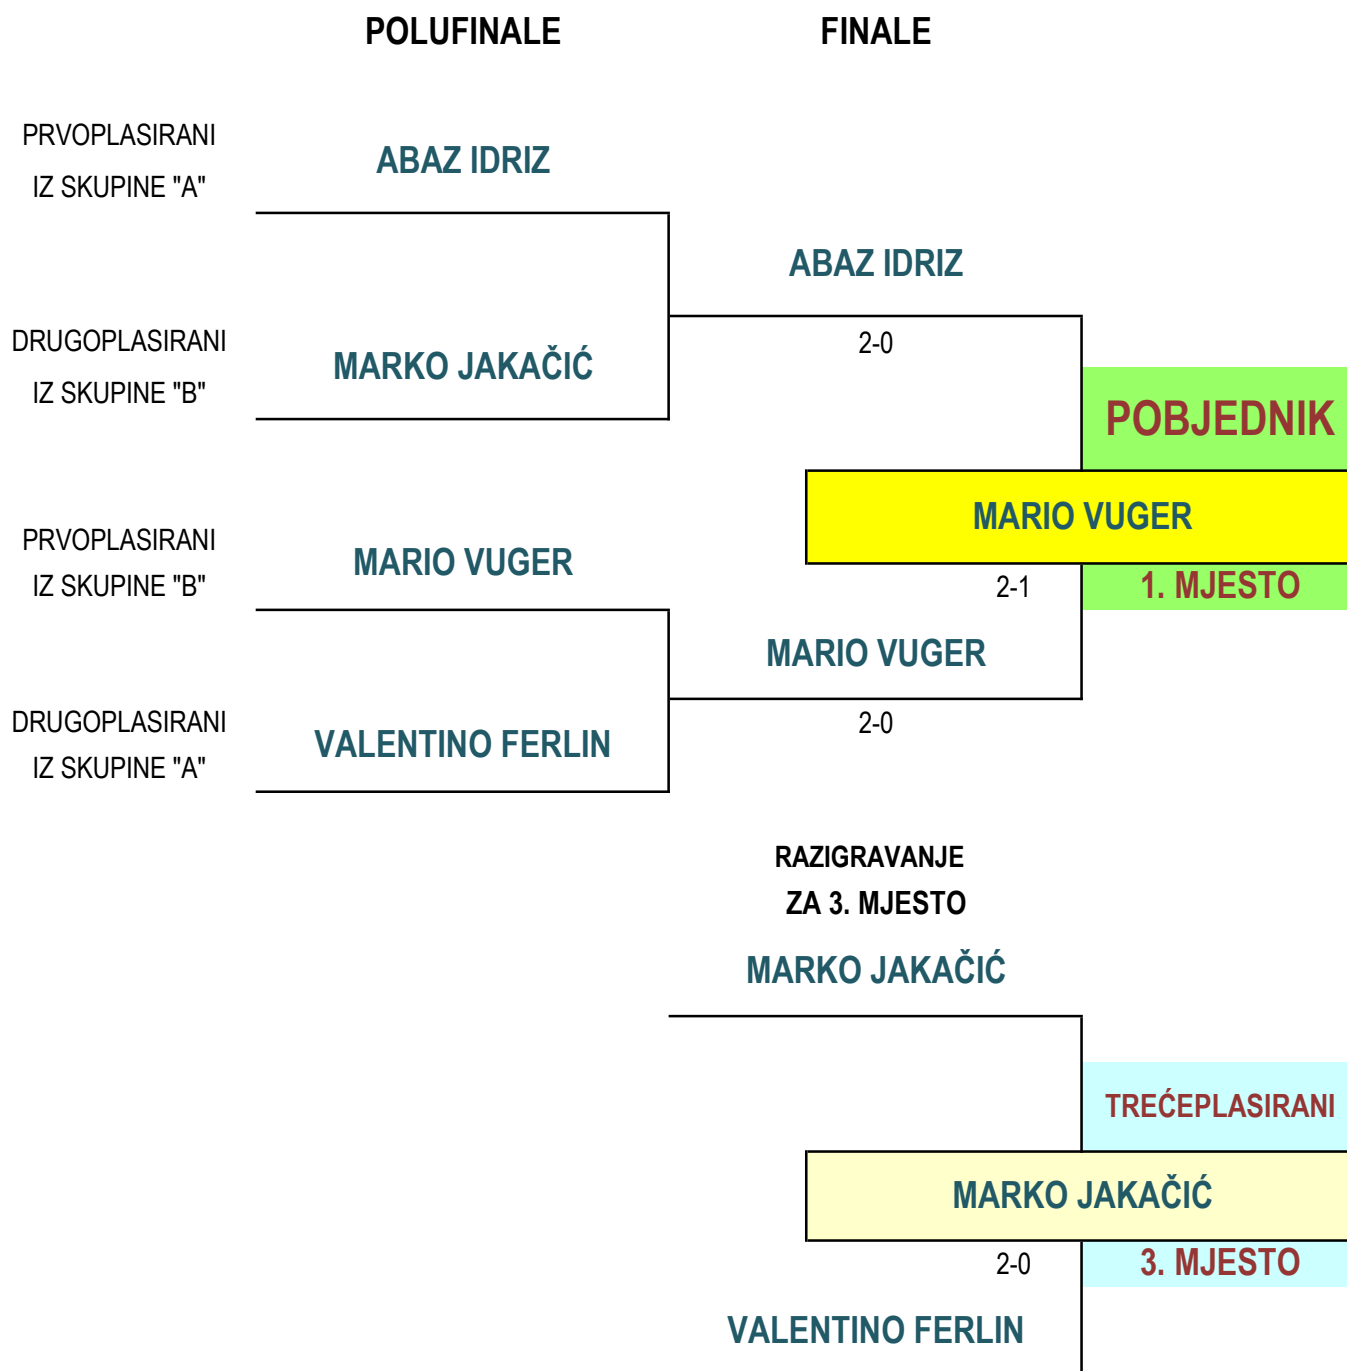 POLUFINALE
FINALE
PRVOPLASIRANI
IZ SKUPINE "A"
ABAZ IDRIZ
ABAZ IDRIZ
2-0
DRUGOPLASIRANI
IZ SKUPINE "B"
MARKO JAKAČIĆ
POBJEDNIK
MARIO VUGER
2-1
1. MJESTO
PRVOPLASIRANI
IZ SKUPINE "B"
MARIO VUGER
MARIO VUGER
2-0
DRUGOPLASIRANI
IZ SKUPINE "A"
VALENTINO FERLIN
RAZIGRAVANJE
ZA 3. MJESTO
MARKO JAKAČIĆ
TREĆEPLASIRANI
MARKO JAKAČIĆ
2-0
3. MJESTO
VALENTINO FERLIN